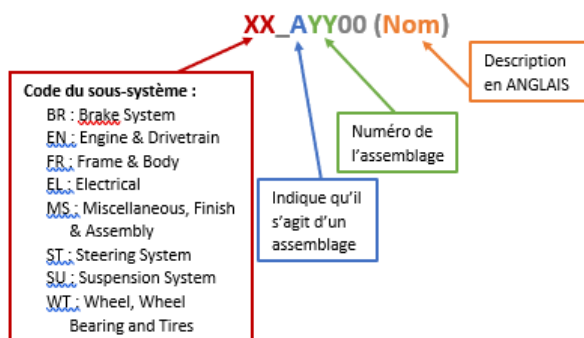 XX_AYY00 (Nom)
Code du sous-système :
BR : Brake System
EN : Engine & Drivetrain
FR : Frame & Body
EL : Electrical
MS : Miscellaneous, Finish
& Assembly
ST : Steering System
SU : Suspension System
WT : Wheel, Wheel
Bearing and Tires
Indique qu'il
s'agit d'un
assemblage
Numéro de
l'assemblage
Description
en ANGLAIS